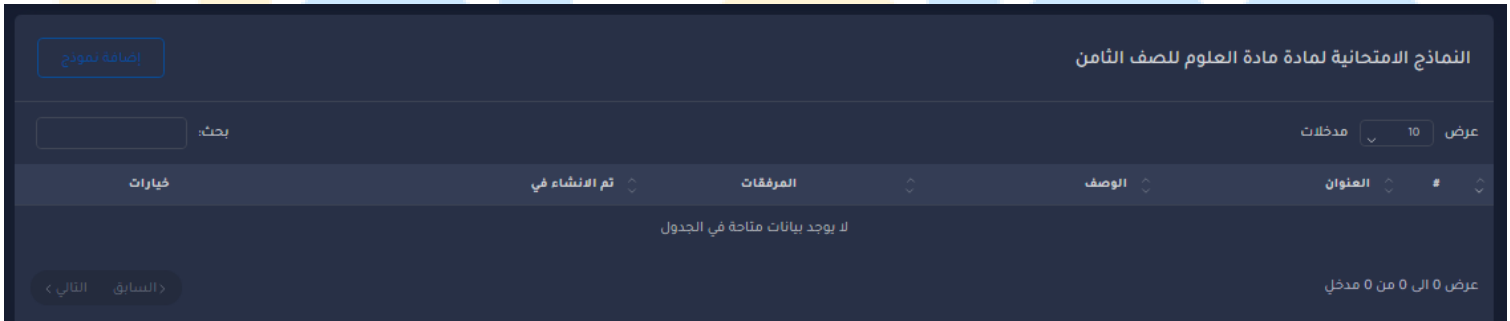 النماذج الامتحانية لمادة مادة العلوم للصف الثامن
إضافة نموذج
عرض 10 مدخلات
بحث:
# العنوان الوصف المرفقات تم الانشاء في خيارات
لا يوجد بيانات متاحة في الجدول
عرض 0 الى 0 من 0 مدخل
السابق التالي